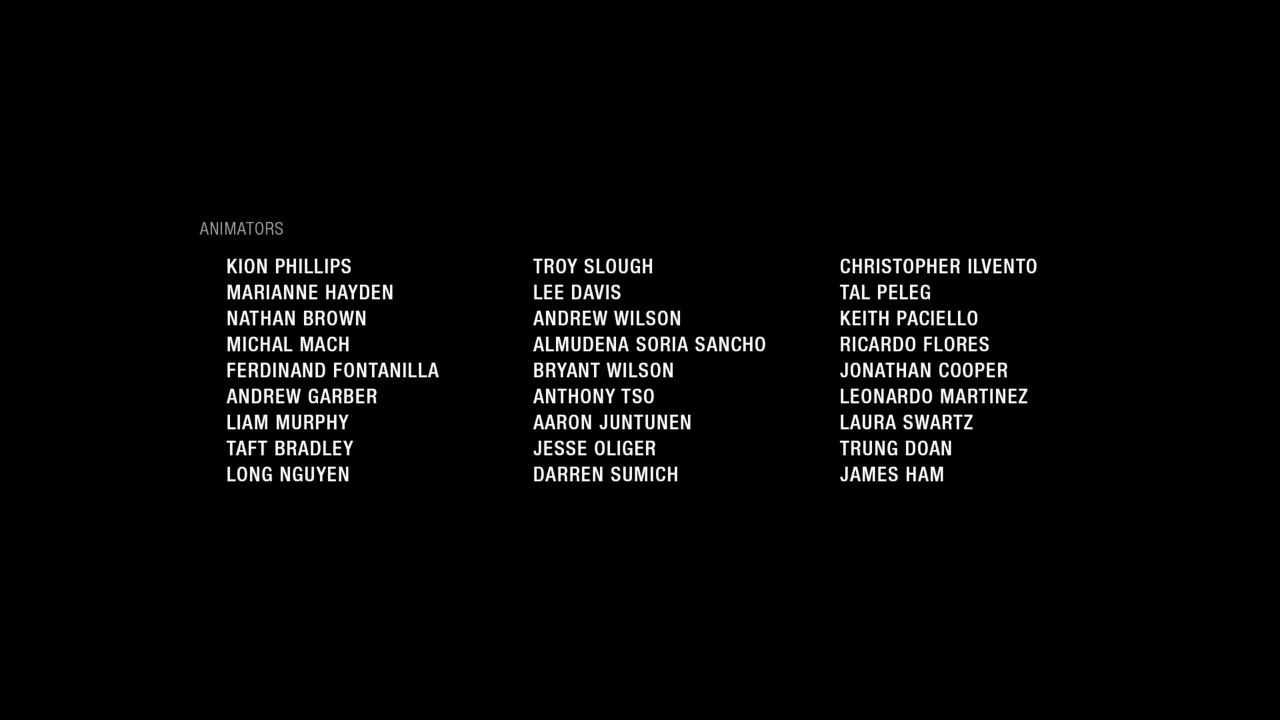 ANIMATORS
KION PHILLIPS
MARIANNE HAYDEN
NATHAN BROWN
MICHAL MACH
FERDINAND FONTANILLA
ANDREW GARBER
LIAM MURPHY
TAFT BRADLEY
LONG NGUYEN
TROY SLOUGH
LEE DAVIS
ANDREW WILSON
ALMUDENA SORIA SANCHO
BRYANT WILSON
ANTHONY TSO
AARON JUNTUNEN
JESSE OLIGER
DARREN SUMICH
CHRISTOPHER ILVENTO
TAL PELEG
KEITH PACIELLO
RICARDO FLORES
JONATHAN COOPER
LEONARDO MARTINEZ
LAURA SWARTZ
TRUNG DOAN
JAMES HAM